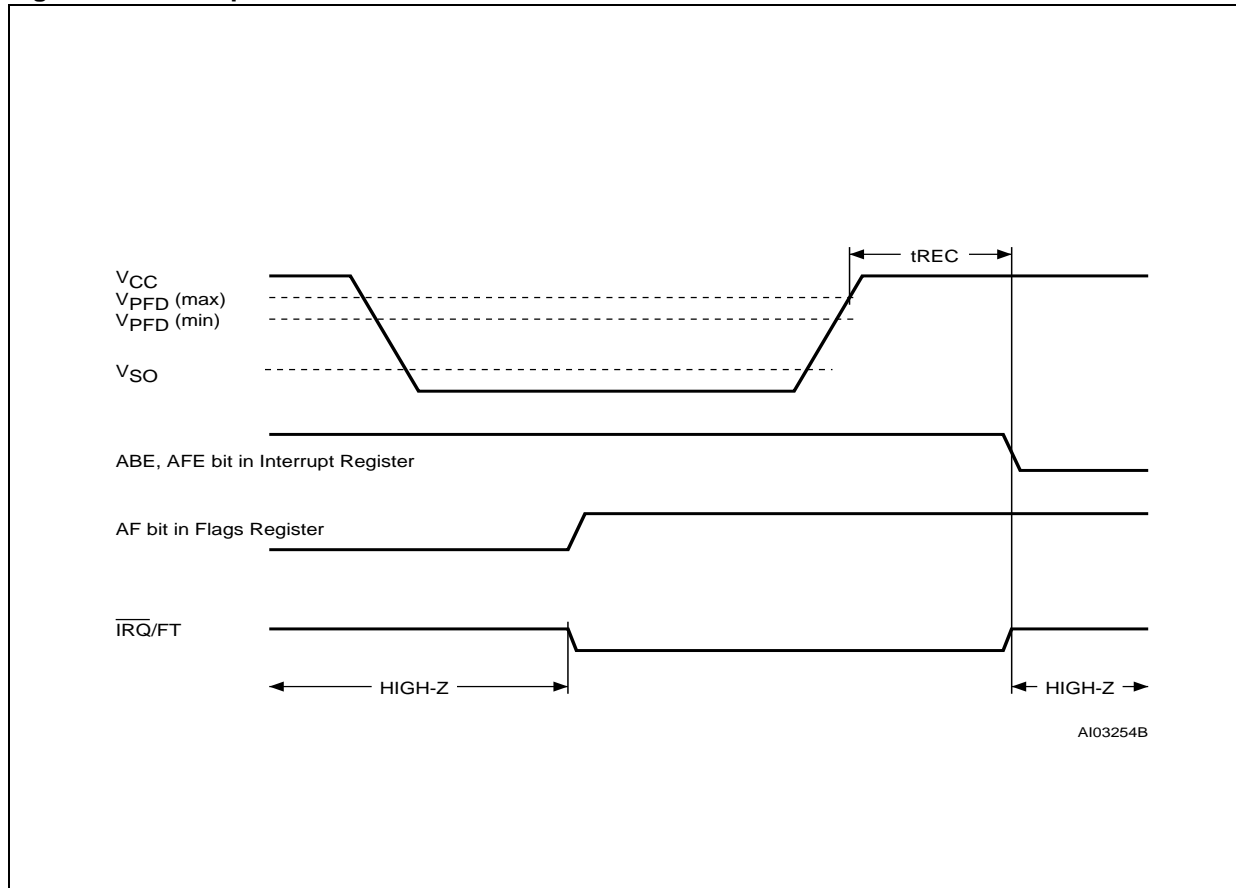 tREC
VCC
VPFD (max)
VPFD (min)
VSO
ABE, AFE bit in Interrupt Register
AF bit in Flags Register
IRQ/FT
HIGH-Z
HIGH-Z
AI03254B